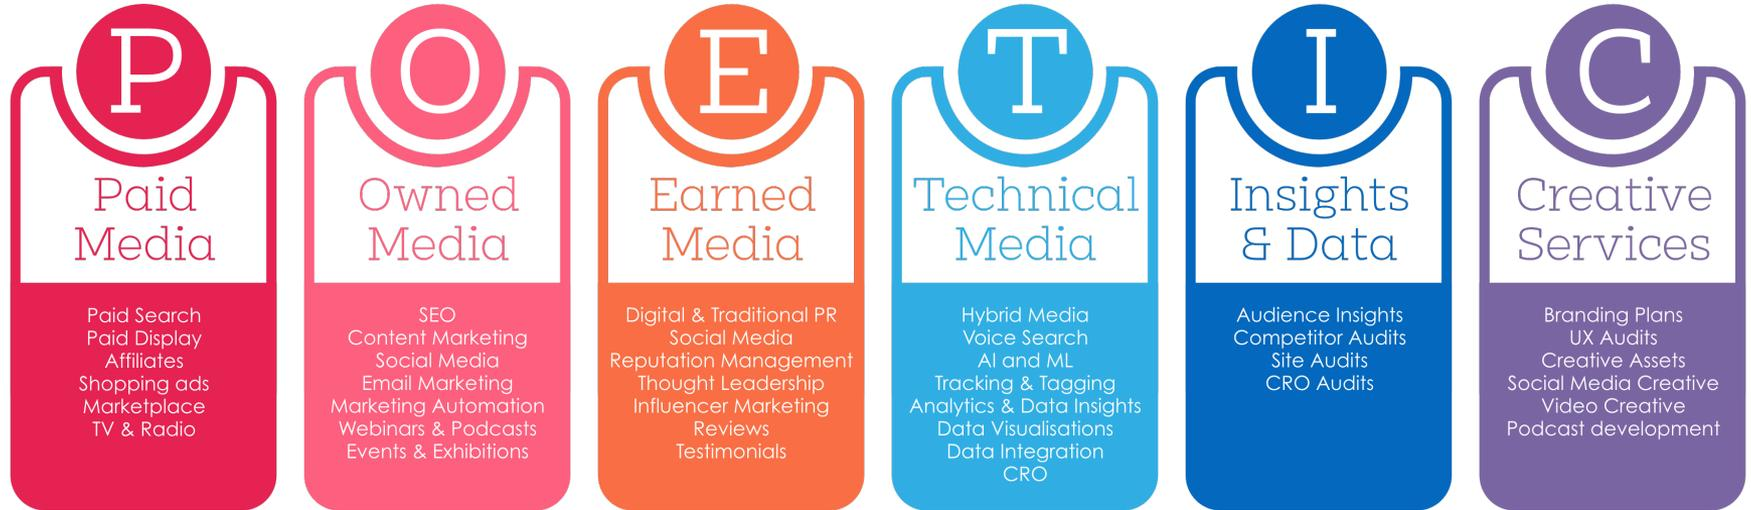 P
Paid
Media
Paid Search
Paid Display
Affiliates
Shopping ads
Marketplace
TV & Radio
O
Owned
Media
SEO
Content Marketing
Social Media
Email Marketing
Marketing Automation
Webinars & Podcasts
Events & Exhibitions
E
Earned
Media
Digital & Traditional PR
Social Media
Reputation Management
Thought Leadership
Influencer Marketing
Reviews
Testimonials
T
Technical
Media
Hybrid Media
Voice Search
AI and ML
Tracking & Tagging
Analytics & Data Insights
Data Visualisations
Data Integration
CRO
I
Insights
& Data
Audience Insights
Competitor Audits
Site Audits
CRO Audits
C
Creative
Services
Branding Plans
UX Audits
Creative Assets
Social Media Creative
Video Creative
Podcast development